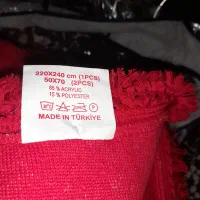 220X240 cm (1PCS)
50X70 (2PCS)
85 % ACRYLIC
15 % POLYESTER
MADE IN TÜRKİYE